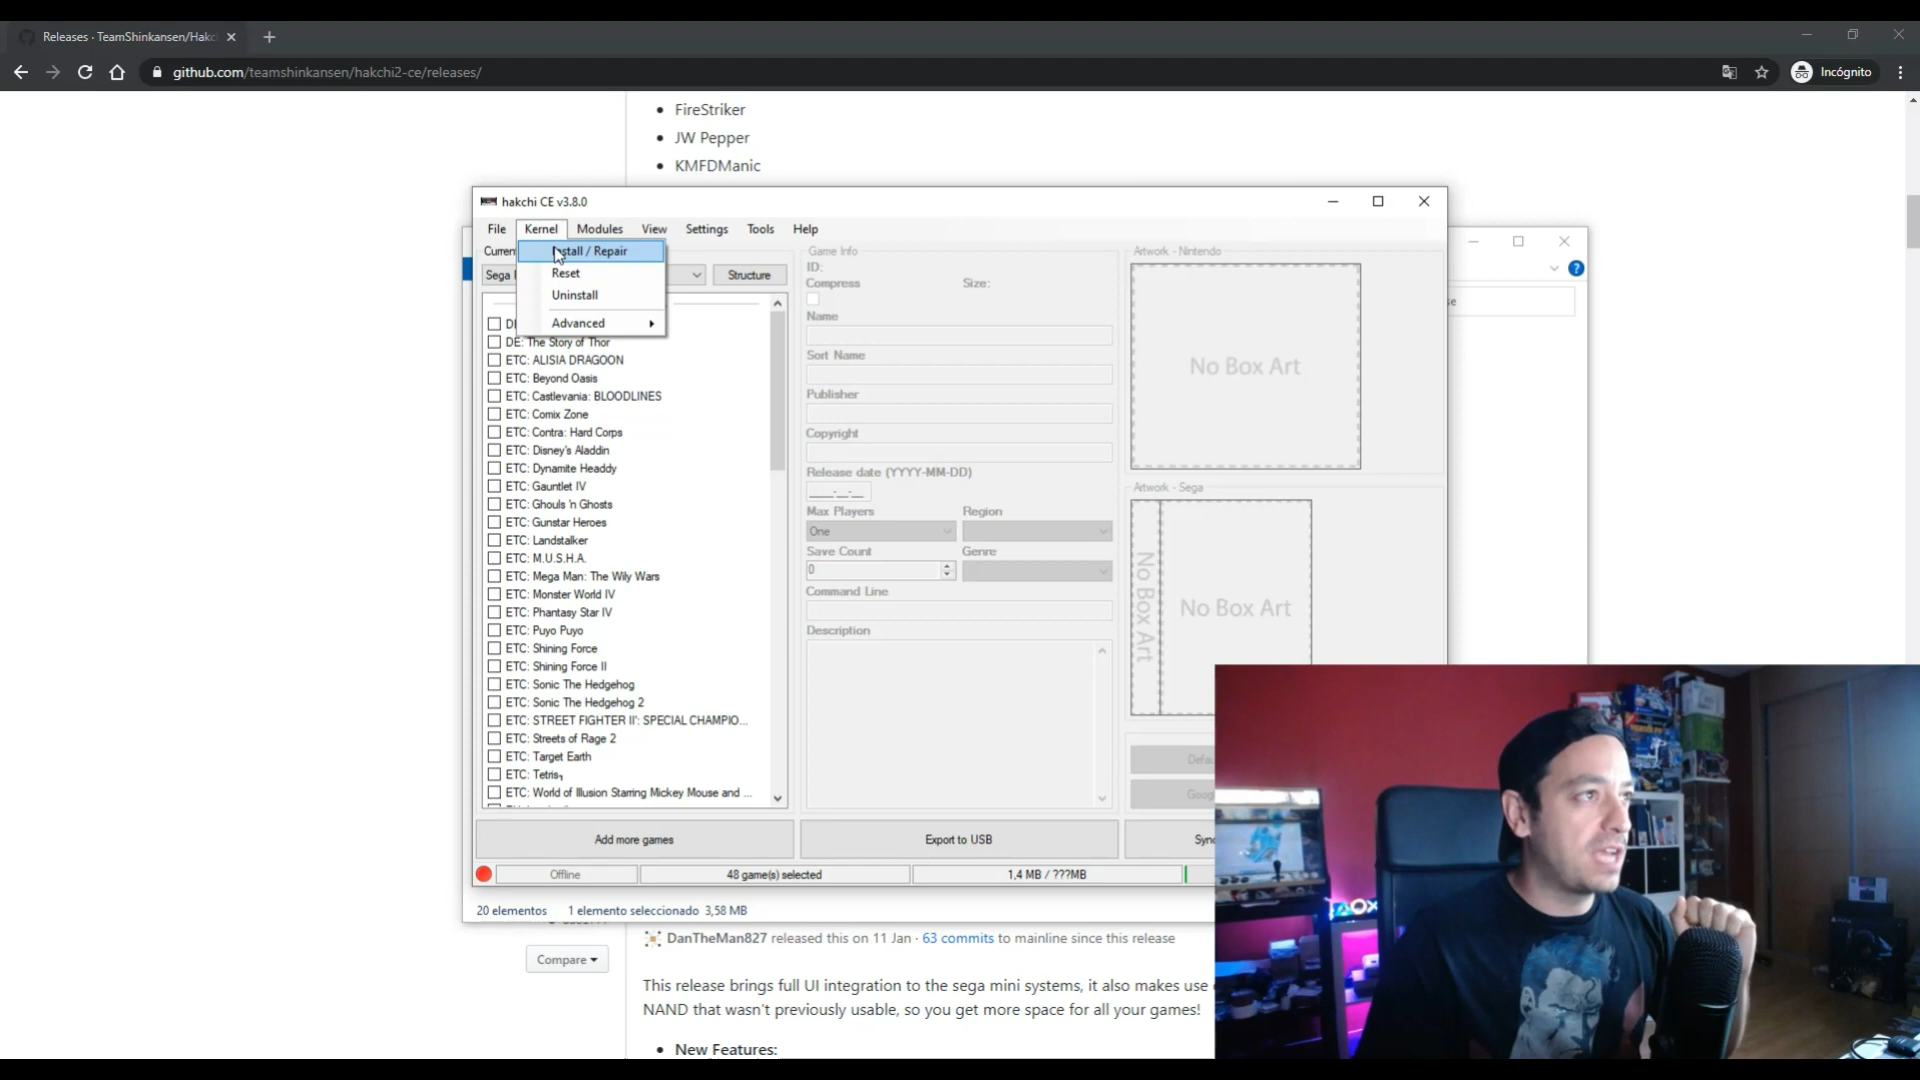 Releases · TeamShinkansen/Hakc
github.com/teamshinkansen/hakchi2-ce/releases/
Incógnito
• FireStriker
• JW Pepper
• KMFDManic
hakchi CE v3.8.0
File Kernel Modules View Settings Tools Help
Install / Repair
Reset
Uninstall
Advanced
Curren
Sega
Structure
DE: The Story of Thor
ETC: ALISIA DRAGOON
ETC: Beyond Oasis
ETC: Castlevania: BLOODLINES
ETC: Comix Zone
ETC: Contra: Hard Corps
ETC: Disney's Aladdin
ETC: Dynamite Headdy
ETC: Gauntlet IV
ETC: Ghouls 'n Ghosts
ETC: Gunstar Heroes
ETC: Landstalker
ETC: M.U.S.H.A.
ETC: Mega Man: The Wily Wars
ETC: Monster World IV
ETC: Phantasy Star IV
ETC: Puyo Puyo
ETC: Shining Force
ETC: Shining Force II
ETC: Sonic The Hedgehog
ETC: Sonic The Hedgehog 2
ETC: STREET FIGHTER II': SPECIAL CHAMPIO...
ETC: Streets of Rage 2
ETC: Target Earth
ETC: Tetris
ETC: World of Illusion Starring Mickey Mouse and ...
Game Info
ID:
Compress Size:
Name
Sort Name
Publisher
Copyright
Release date (YYYY-MM-DD)
____-__-__
Max Players Region
One
Save Count Genre
0
Command Line
Description
Artwork - Nintendo
No Box Art
Artwork - Sega
No Box Art
No Box Art
Defau
Goog
Add more games
Export to USB
Sync
Offline
48 game(s) selected
1,4 MB / ???MB
se
20 elementos 1 elemento seleccionado 3,58 MB
Compare
DanTheMan827 released this on 11 Jan · 63 commits to mainline since this release
This release brings full UI integration to the sega mini systems, it also makes use
NAND that wasn't previously usable, so you get more space for all your games!
• New Features: